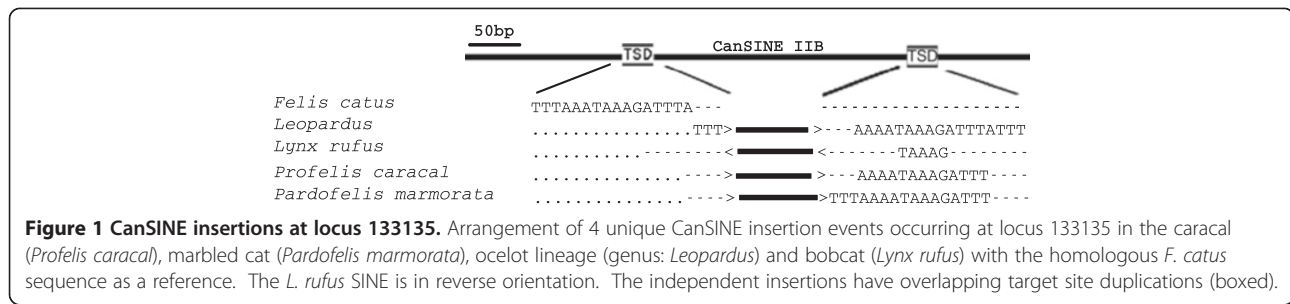 50bp
TSD
CanSINE IIB
TSD
Felis catus TTTAAATAAAGATTTA--- -------------------
Leopardus ................TTT> >---AAAATAAAGATTTATTT
Lynx rufus ...........--------< <-------TAAAG-------
Profelis caracal ...............----> >---AAAATAAAGATTT----
Pardofelis marmorata ...............----> >TTTAAAATAAAGATTT----
Figure 1 CanSINE insertions at locus 133135. Arrangement of 4 unique CanSINE insertion events occurring at locus 133135 in the caracal
(Profelis caracal), marbled cat (Pardofelis marmorata), ocelot lineage (genus: Leopardus) and bobcat (Lynx rufus) with the homologous F. catus
sequence as a reference. The L. rufus SINE is in reverse orientation. The independent insertions have overlapping target site duplications (boxed).